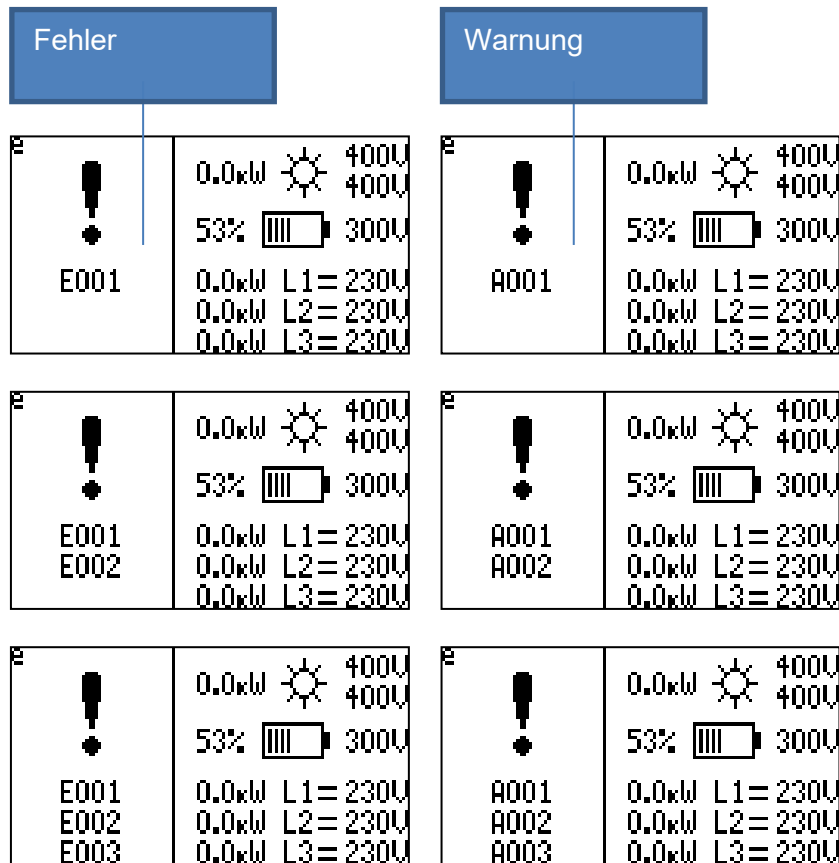 Fehler
Warnung
E001
0.0kW 400V
400V
53% 300V
0.0kW L1=230V
0.0kW L2=230V
0.0kW L3=230V
A001
0.0kW 400V
400V
53% 300V
0.0kW L1=230V
0.0kW L2=230V
0.0kW L3=230V
E001
E002
0.0kW 400V
400V
53% 300V
0.0kW L1=230V
0.0kW L2=230V
0.0kW L3=230V
A001
A002
0.0kW 400V
400V
53% 300V
0.0kW L1=230V
0.0kW L2=230V
0.0kW L3=230V
E001
E002
E003
0.0kW 400V
400V
53% 300V
0.0kW L1=230V
0.0kW L2=230V
0.0kW L3=230V
A001
A002
A003
0.0kW 400V
400V
53% 300V
0.0kW L1=230V
0.0kW L2=230V
0.0kW L3=230V